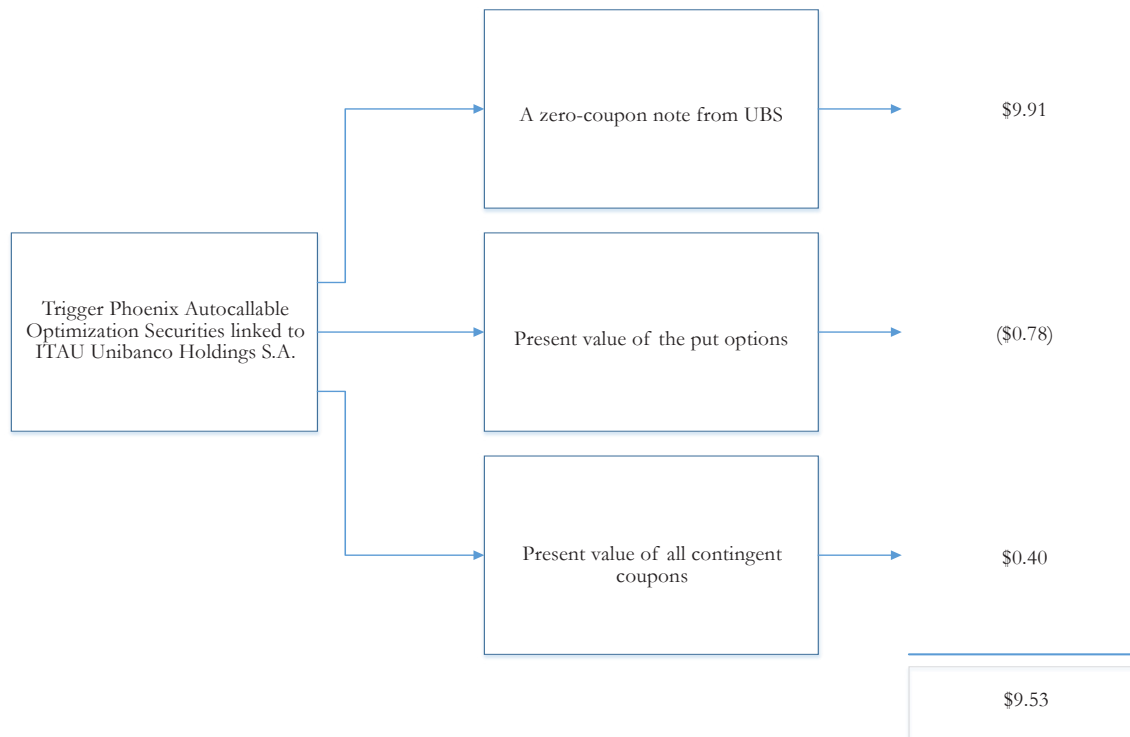 A zero-coupon note from UBS
$9.91
Trigger Phoenix Autocallable
Optimization Securities linked to
ITAU Unibanco Holdings S.A.
Present value of the put options
($0.78)
Present value of all contingent
coupons
$0.40
$9.53